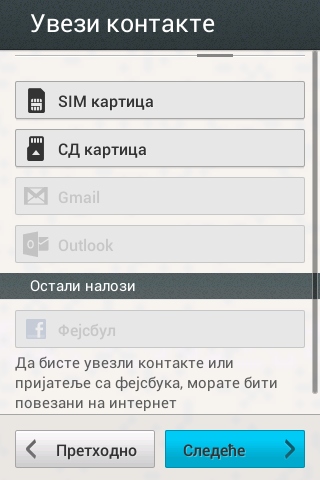 Увези контакте
SIM картица
СД картица
Gmail
Outlook
Остали налози
Фејсбул
Да бисте увезли контакте или
пријатеље са фејсбука, морате бити
повезани на интернет
Претходно
Следеће